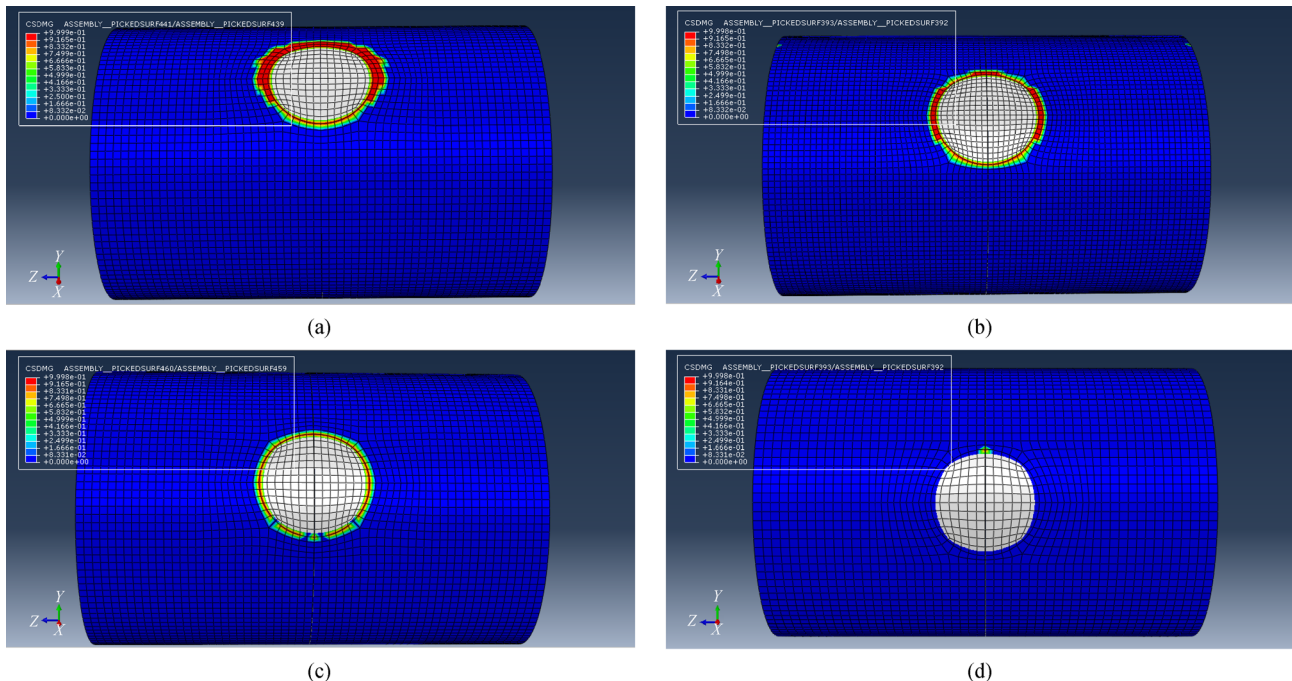 CSDMG ASSEMBLY__PICKEDSURF441/ASSEMBLY__PICKEDSURF439
+9.999e-01
+9.165e-01
+8.332e-01
+7.499e-01
+6.666e-01
+5.833e-01
+4.999e-01
+4.166e-01
+3.333e-01
+2.500e-01
+1.666e-01
+8.332e-02
+0.000e+00
Y
Z
X
(a)
CSDMG ASSEMBLY__PICKEDSURF393/ASSEMBLY__PICKEDSURF392
+9.998e-01
+9.165e-01
+8.332e-01
+7.499e-01
+6.665e-01
+5.832e-01
+4.999e-01
+4.166e-01
+3.333e-01
+2.499e-01
+1.666e-01
+8.332e-02
+0.000e+00
Y
Z
X
(b)
CSDMG ASSEMBLY__PICKEDSURF460/ASSEMBLY__PICKEDSURF459
+9.998e-01
+9.165e-01
+8.331e-01
+7.498e-01
+6.665e-01
+5.832e-01
+4.999e-01
+4.166e-01
+3.333e-01
+2.499e-01
+1.666e-01
+8.331e-02
+0.000e+00
Y
Z
X
(c)
CSDMG ASSEMBLY__PICKEDSURF393/ASSEMBLY__PICKEDSURF392
+9.998e-01
+9.164e-01
+8.331e-01
+7.498e-01
+6.665e-01
+5.832e-01
+4.999e-01
+4.166e-01
+3.333e-01
+2.499e-01
+1.666e-01
+8.331e-02
+0.000e+00
Y
Z
X
(d)